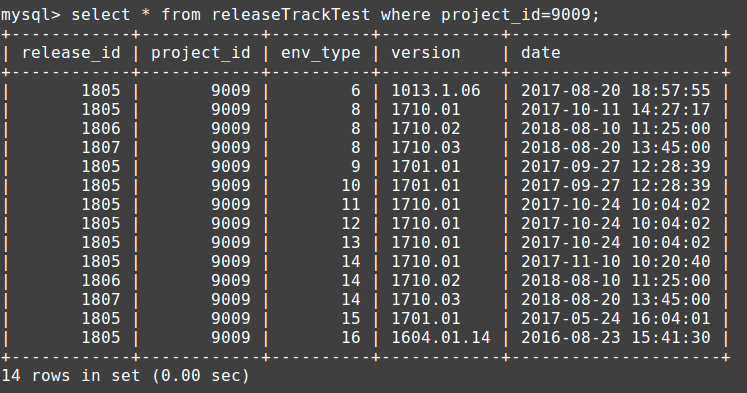 mysql> select * from releaseTrackTest where project_id=9009;
+------------+------------+----------+------------+---------------------+
| release_id | project_id | env_type | version    | date                |
+------------+------------+----------+------------+---------------------+
|       1805 |       9009 |        6 | 1013.1.06  | 2017-08-20 18:57:55 |
|       1805 |       9009 |        8 | 1710.01    | 2017-10-11 14:27:17 |
|       1806 |       9009 |        8 | 1710.02    | 2018-08-10 11:25:00 |
|       1807 |       9009 |        8 | 1710.03    | 2018-08-20 13:45:00 |
|       1805 |       9009 |        9 | 1701.01    | 2017-09-27 12:28:39 |
|       1805 |       9009 |       10 | 1701.01    | 2017-09-27 12:28:39 |
|       1805 |       9009 |       11 | 1710.01    | 2017-10-24 10:04:02 |
|       1805 |       9009 |       12 | 1710.01    | 2017-10-24 10:04:02 |
|       1805 |       9009 |       13 | 1710.01    | 2017-10-24 10:04:02 |
|       1805 |       9009 |       14 | 1710.01    | 2017-11-10 10:20:40 |
|       1806 |       9009 |       14 | 1710.02    | 2018-08-10 11:25:00 |
|       1807 |       9009 |       14 | 1710.03    | 2018-08-20 13:45:00 |
|       1805 |       9009 |       15 | 1701.01    | 2017-05-24 16:04:01 |
|       1805 |       9009 |       16 | 1604.01.14 | 2016-08-23 15:41:30 |
+------------+------------+----------+------------+---------------------+
14 rows in set (0.00 sec)